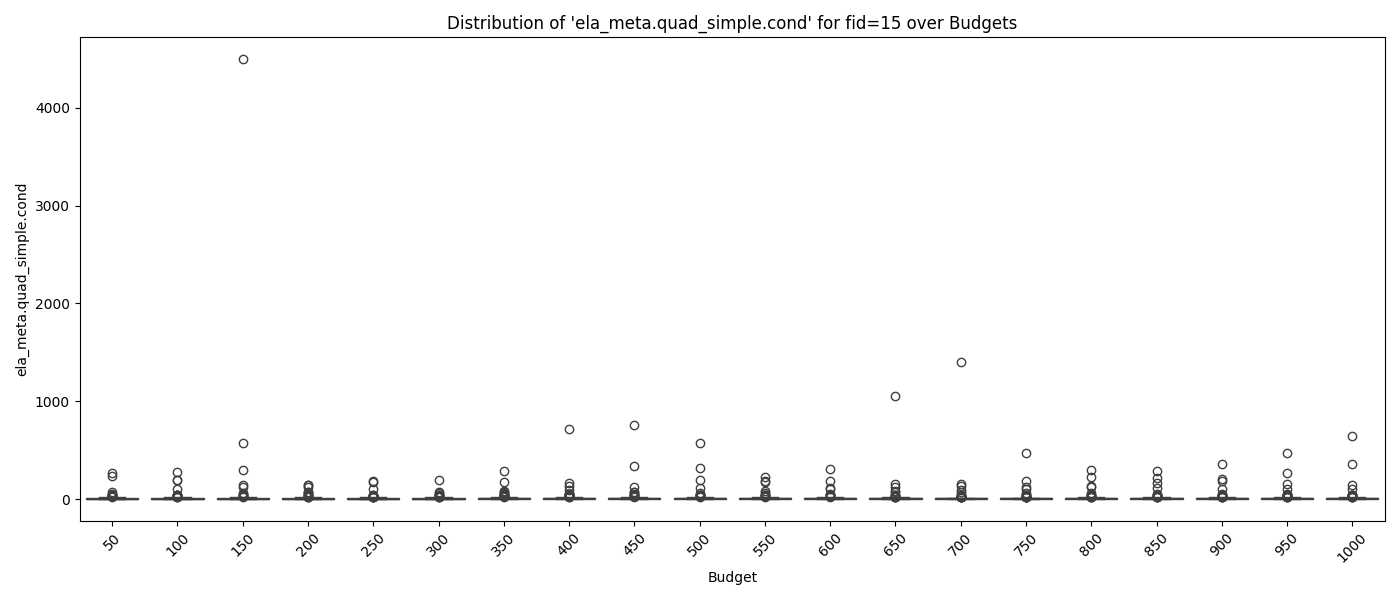 Distribution of 'ela_meta.quad_simple.cond' for fid=15 over Budgets
ela_meta.quad_simple.cond
4000
3000
2000
1000
0
50 100 150 200 250 300 350 400 450 500 550 600 650 700 750 800 850 900 950 1000
Budget